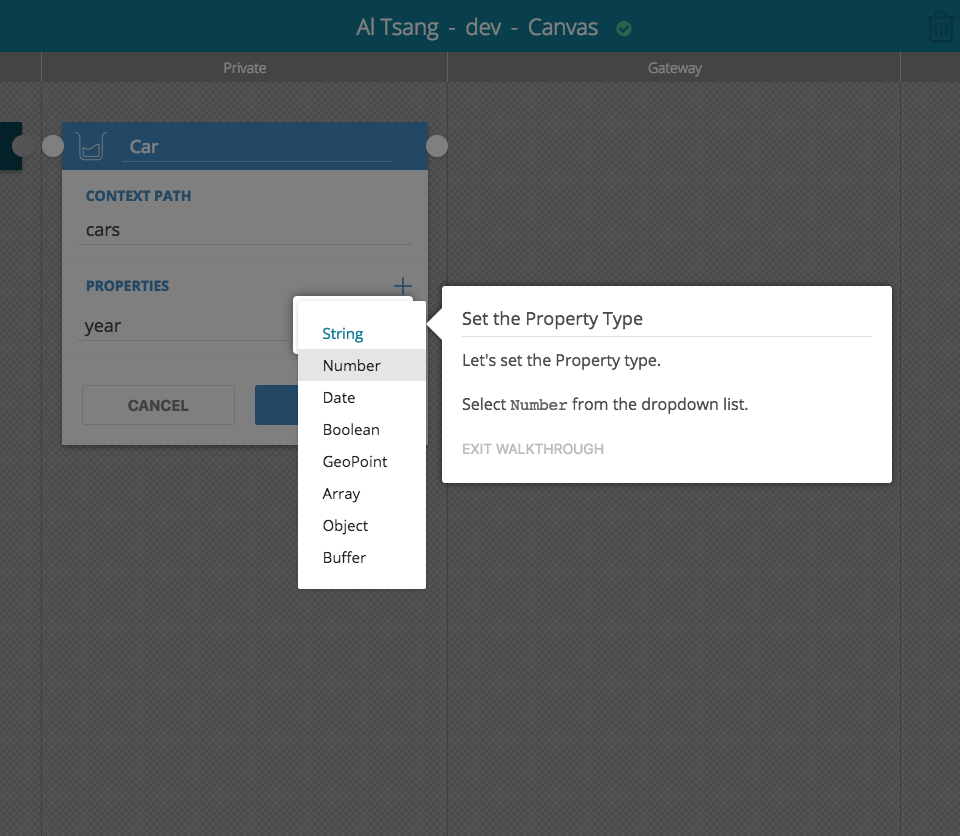 Al Tsang - dev - Canvas
Private
Gateway
Car
CONTEXT PATH
cars
PROPERTIES
year
CANCEL
String
Number
Date
Boolean
GeoPoint
Array
Object
Buffer
Set the Property Type
Let's set the Property type.
Select Number from the dropdown list.
EXIT WALKTHROUGH